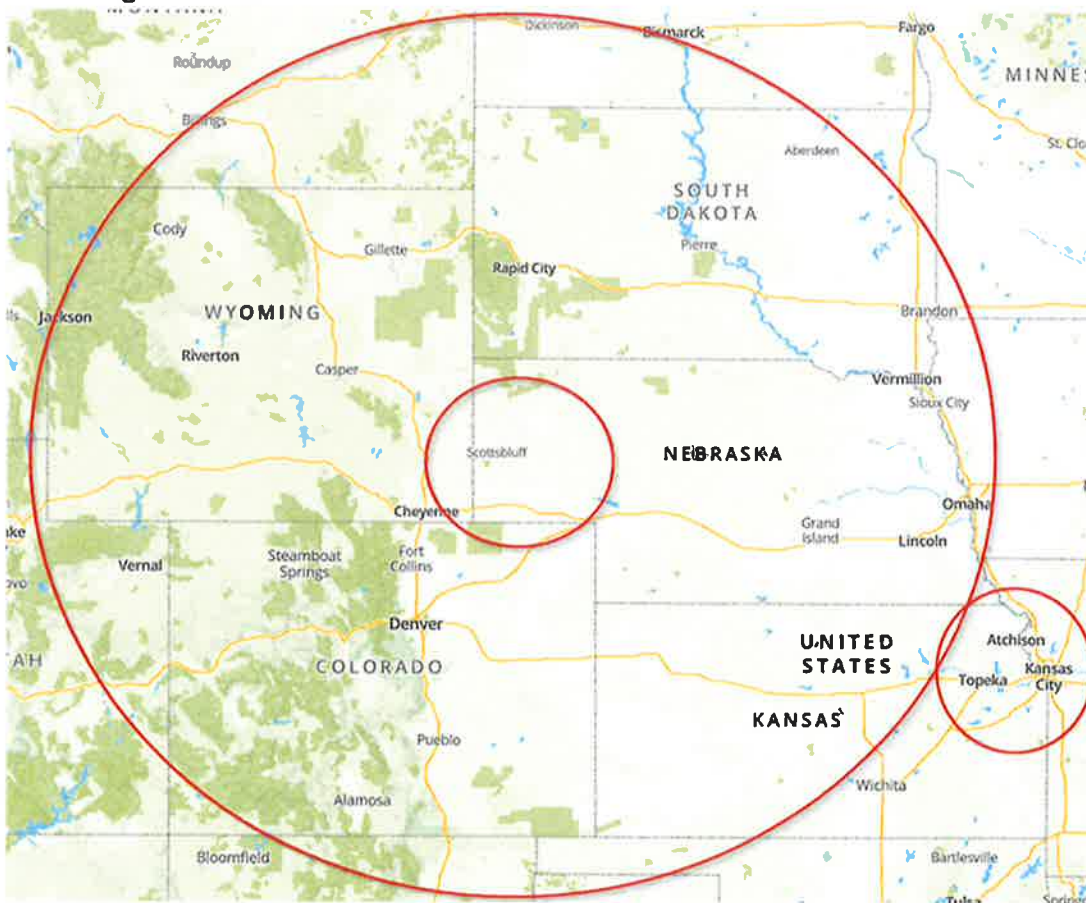 Dickinson
Bismarck
Fargo
Roundup
MINNES
Billings
St. Clo
Aberdeen
SOUTH
DAKOTA
Cody
Pierre
Gillette
Rapid City
WYOMING
Jackson
Brandon
Riverton
Casper
Vermillion
Sioux City
Scottsbluff
NEBRASKA
Omaha
Cheyenne
Grand
Island
Lincoln
Vernal
Steamboat
Springs
Fort
Collins
Denver
UNITED
STATES
Atchison
AH
COLORADO
Topeka
Kansas
City
KANSAS
Pueblo
Wichita
Alamosa
Bloomfield
Bartlesville
Tulsa
Spring